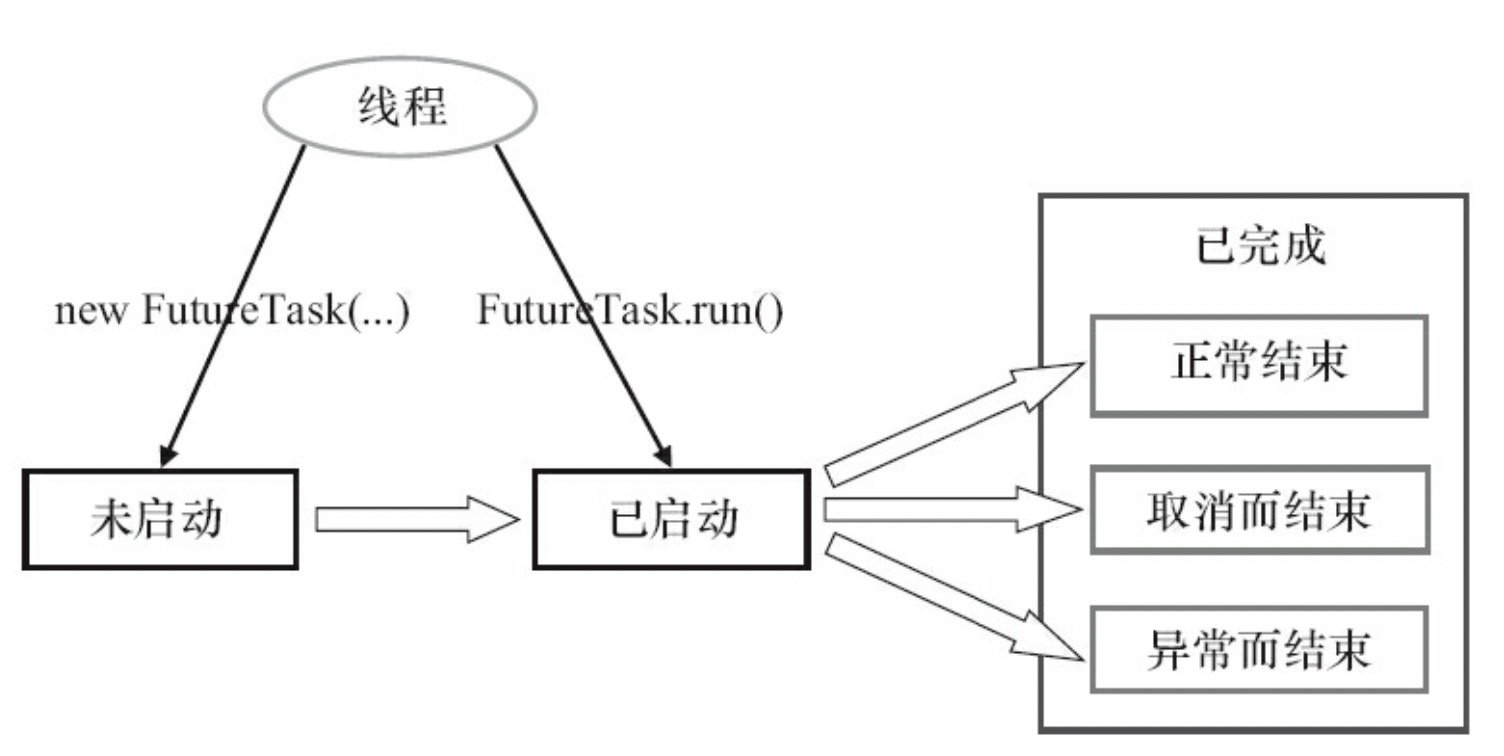 线程
new FutureTask(...)
FutureTask.run()
未启动
已启动
已完成
正常结束
取消而结束
异常而结束